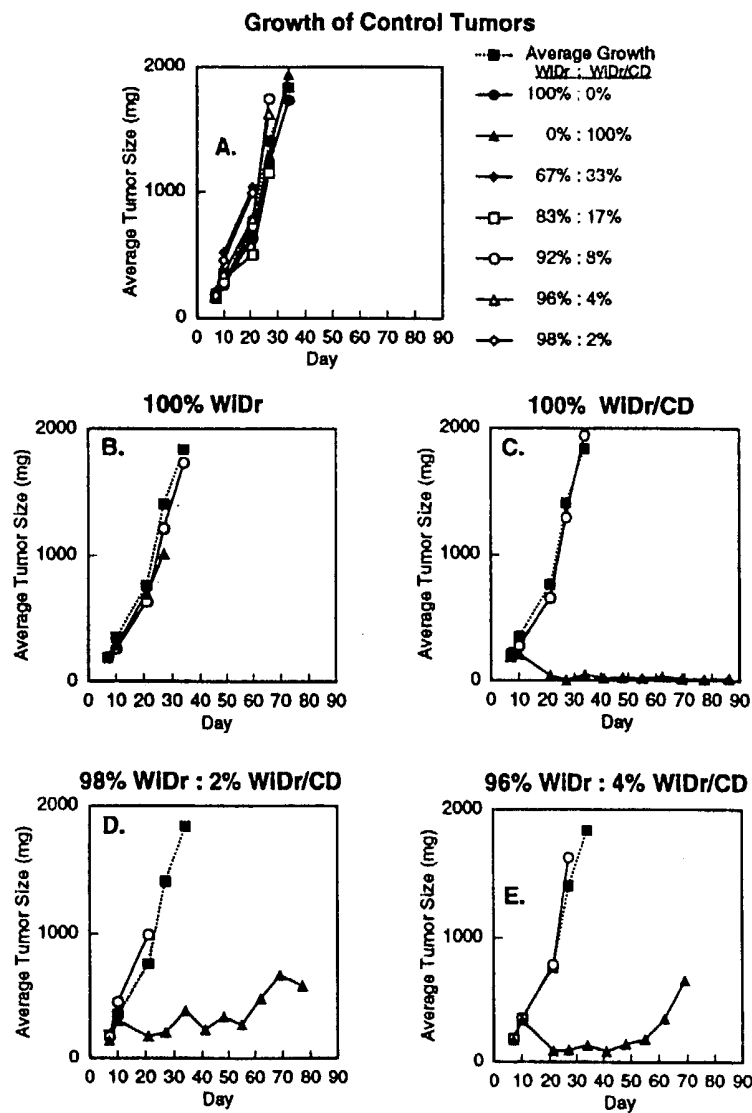 Growth of Control Tumors
Average Tumor Size (mg)
2000
1000
0
A.
0 10 20 30 40 50 60 70 80 90
Day
Average Growth
WiDr : WiDr/CD
100% : 0%
0% : 100%
67% : 33%
83% : 17%
92% : 8%
96% : 4%
98% : 2%
100% WiDr
Average Tumor Size (mg)
2000
1000
0
B.
0 10 20 30 40 50 60 70 80 90
Day
100% WiDr/CD
Average Tumor Size (mg)
2000
1000
0
C.
0 10 20 30 40 50 60 70 80 90
Day
98% WiDr : 2% WiDr/CD
Average Tumor Size (mg)
2000
1000
0
D.
0 10 20 30 40 50 60 70 80 90
Day
96% WiDr : 4% WiDr/CD
Average Tumor Size (mg)
2000
1000
0
E.
0 10 20 30 40 50 60 70 80 90
Day